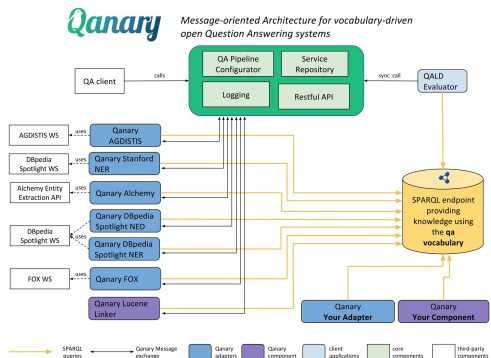 Qanary
Message-oriented Architecture for vocabulary-driven
open Question Answering systems
QA Pipeline
Configurator
Service
Repository
Logging
Restful API
QA client
calls
sync call
QALD
Evaluator
AGDISTIS WS
uses
Qanary
AGDISTIS
DBpedia
Spotlight WS
uses
Qanary Stanford
NER
Alchemy Entity
Extraction API
uses
Qanary Alchemy
DBpedia
Spotlight WS
uses
Qanary DBpedia
Spotlight NED
Qanary DBpedia
Spotlight NER
FOX WS
uses
Qanary FOX
Qanary Lucene
Linker
SPARQL endpoint
providing
knowledge using
the qa
vocabulary
Qanary
Your Adapter
Qanary
Your Component
SPARQL
queries
Qanary Message
exchange
Qanary
adapters
Qanary
component
client
applications
core
components
third-party
components